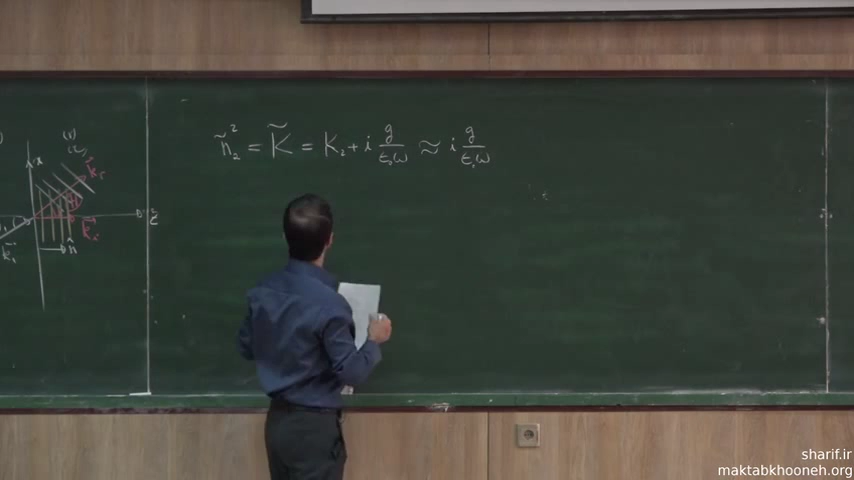 ñ₂² = K̃ = K₂ + i g/ε₀ω ≈ i g/ε₀ω
x
(r)
k⃗r
z
k⃗i
n̂
sharif.ir
maktabkhooneh.org